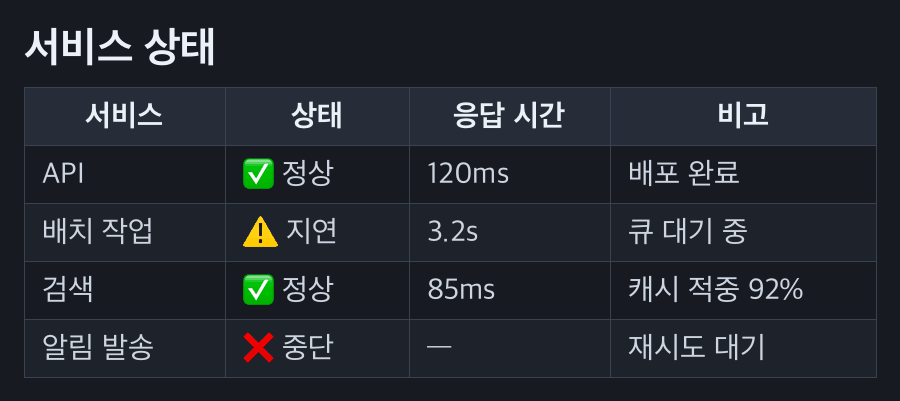 서비스 상태
서비스 상태 응답 시간 비고
API ✅ 정상 120ms 배포 완료
배치 작업 ⚠️ 지연 3.2s 큐 대기 중
검색 ✅ 정상 85ms 캐시 적중 92%
알림 발송 ❌ 중단 — 재시도 대기